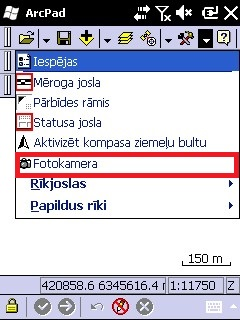 ArcPad
Iespējas
Mēroga josla
Pārbīdes rāmis
Statusa josla
Aktivizēt kompasa ziemeļu bultu
Fotokamera
Rīkjoslas
Papildus rīki
150 m
420858.6 6345616.4 r 1:11750 Z